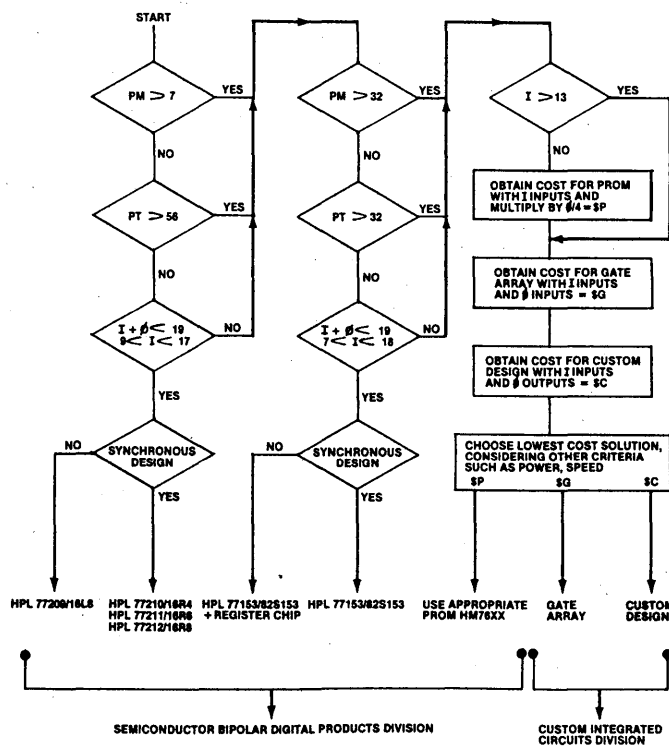 START
PM > 7
YES
NO
PT > 56
YES
NO
I + Ø < 19
9 < I < 17
NO
YES
SYNCHRONOUS
DESIGN
NO
YES
HPL 77209/16L8
HPL 77210/16R4
HPL 77211/16R6
HPL 77212/16R8
PM > 32
YES
NO
PT > 32
YES
NO
I + Ø < 19
7 < I < 18
NO
YES
SYNCHRONOUS
DESIGN
NO
YES
HPL 77153/82S153
+ REGISTER CHIP
HPL 77153/82S153
I > 13
YES
NO
OBTAIN COST FOR PROM
WITH I INPUTS AND
MULTIPLY BY Ø/4 = $P
OBTAIN COST FOR GATE
ARRAY WITH I INPUTS
AND Ø INPUTS = $G
OBTAIN COST FOR CUSTOM
DESIGN WITH I INPUTS
AND Ø OUTPUTS = $C
CHOOSE LOWEST COST SOLUTION,
CONSIDERING OTHER CRITERIA
SUCH AS POWER, SPEED
$P $G $C
USE APPROPRIATE
PROM HM76XX
GATE
ARRAY
CUSTOM
DESIGN
SEMICONDUCTOR BIPOLAR DIGITAL PRODUCTS DIVISION
CUSTOM INTEGRATED
CIRCUITS DIVISION